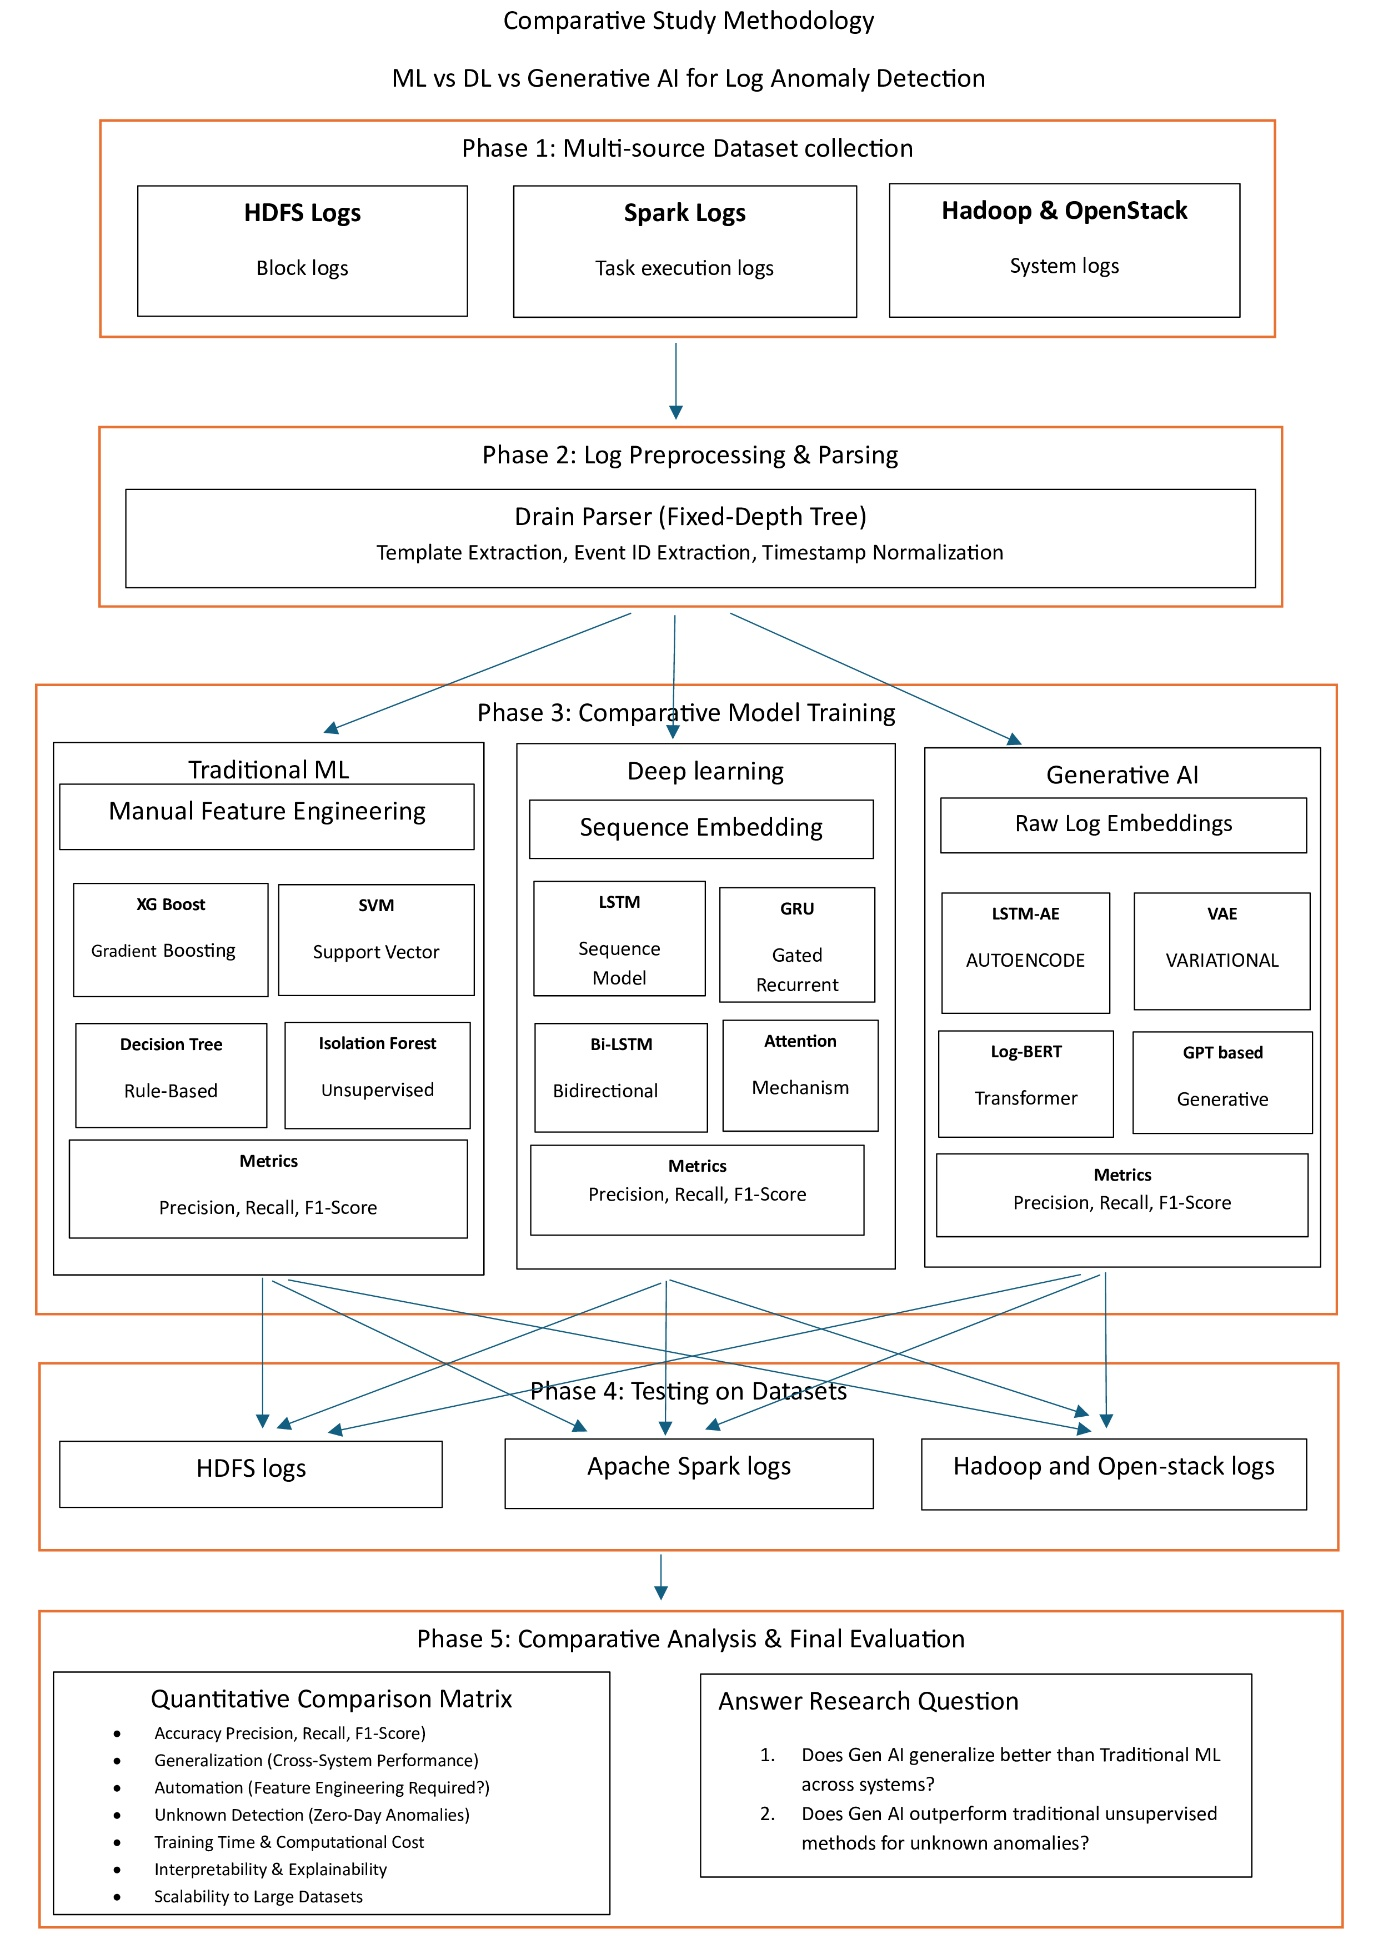 Comparative Study Methodology
ML vs DL vs Generative AI for Log Anomaly Detection
Phase 1: Multi-source Dataset collection
HDFS Logs
Block logs
Spark Logs
Task execution logs
Hadoop & OpenStack
System logs
Phase 2: Log Preprocessing & Parsing
Drain Parser (Fixed-Depth Tree)
Template Extraction, Event ID Extraction, Timestamp Normalization
Phase 3: Comparative Model Training
Traditional ML
Manual Feature Engineering
XG Boost
Gradient Boosting
SVM
Support Vector
Decision Tree
Rule-Based
Isolation Forest
Unsupervised
Metrics
Precision, Recall, F1-Score
Deep learning
Sequence Embedding
LSTM
Sequence
Model
GRU
Gated
Recurrent
Bi-LSTM
Bidirectional
Attention
Mechanism
Metrics
Precision, Recall, F1-Score
Generative AI
Raw Log Embeddings
LSTM-AE
AUTOENCODE
VAE
VARIATIONAL
Log-BERT
Transformer
GPT based
Generative
Metrics
Precision, Recall, F1-Score
Phase 4: Testing on Datasets
HDFS logs
Apache Spark logs
Hadoop and Open-stack logs
Phase 5: Comparative Analysis & Final Evaluation
Quantitative Comparison Matrix
• Accuracy Precision, Recall, F1-Score)
• Generalization (Cross-System Performance)
• Automation (Feature Engineering Required?)
• Unknown Detection (Zero-Day Anomalies)
• Training Time & Computational Cost
• Interpretability & Explainability
• Scalability to Large Datasets
Answer Research Question
1. Does Gen AI generalize better than Traditional ML
across systems?
2. Does Gen AI outperform traditional unsupervised
methods for unknown anomalies?